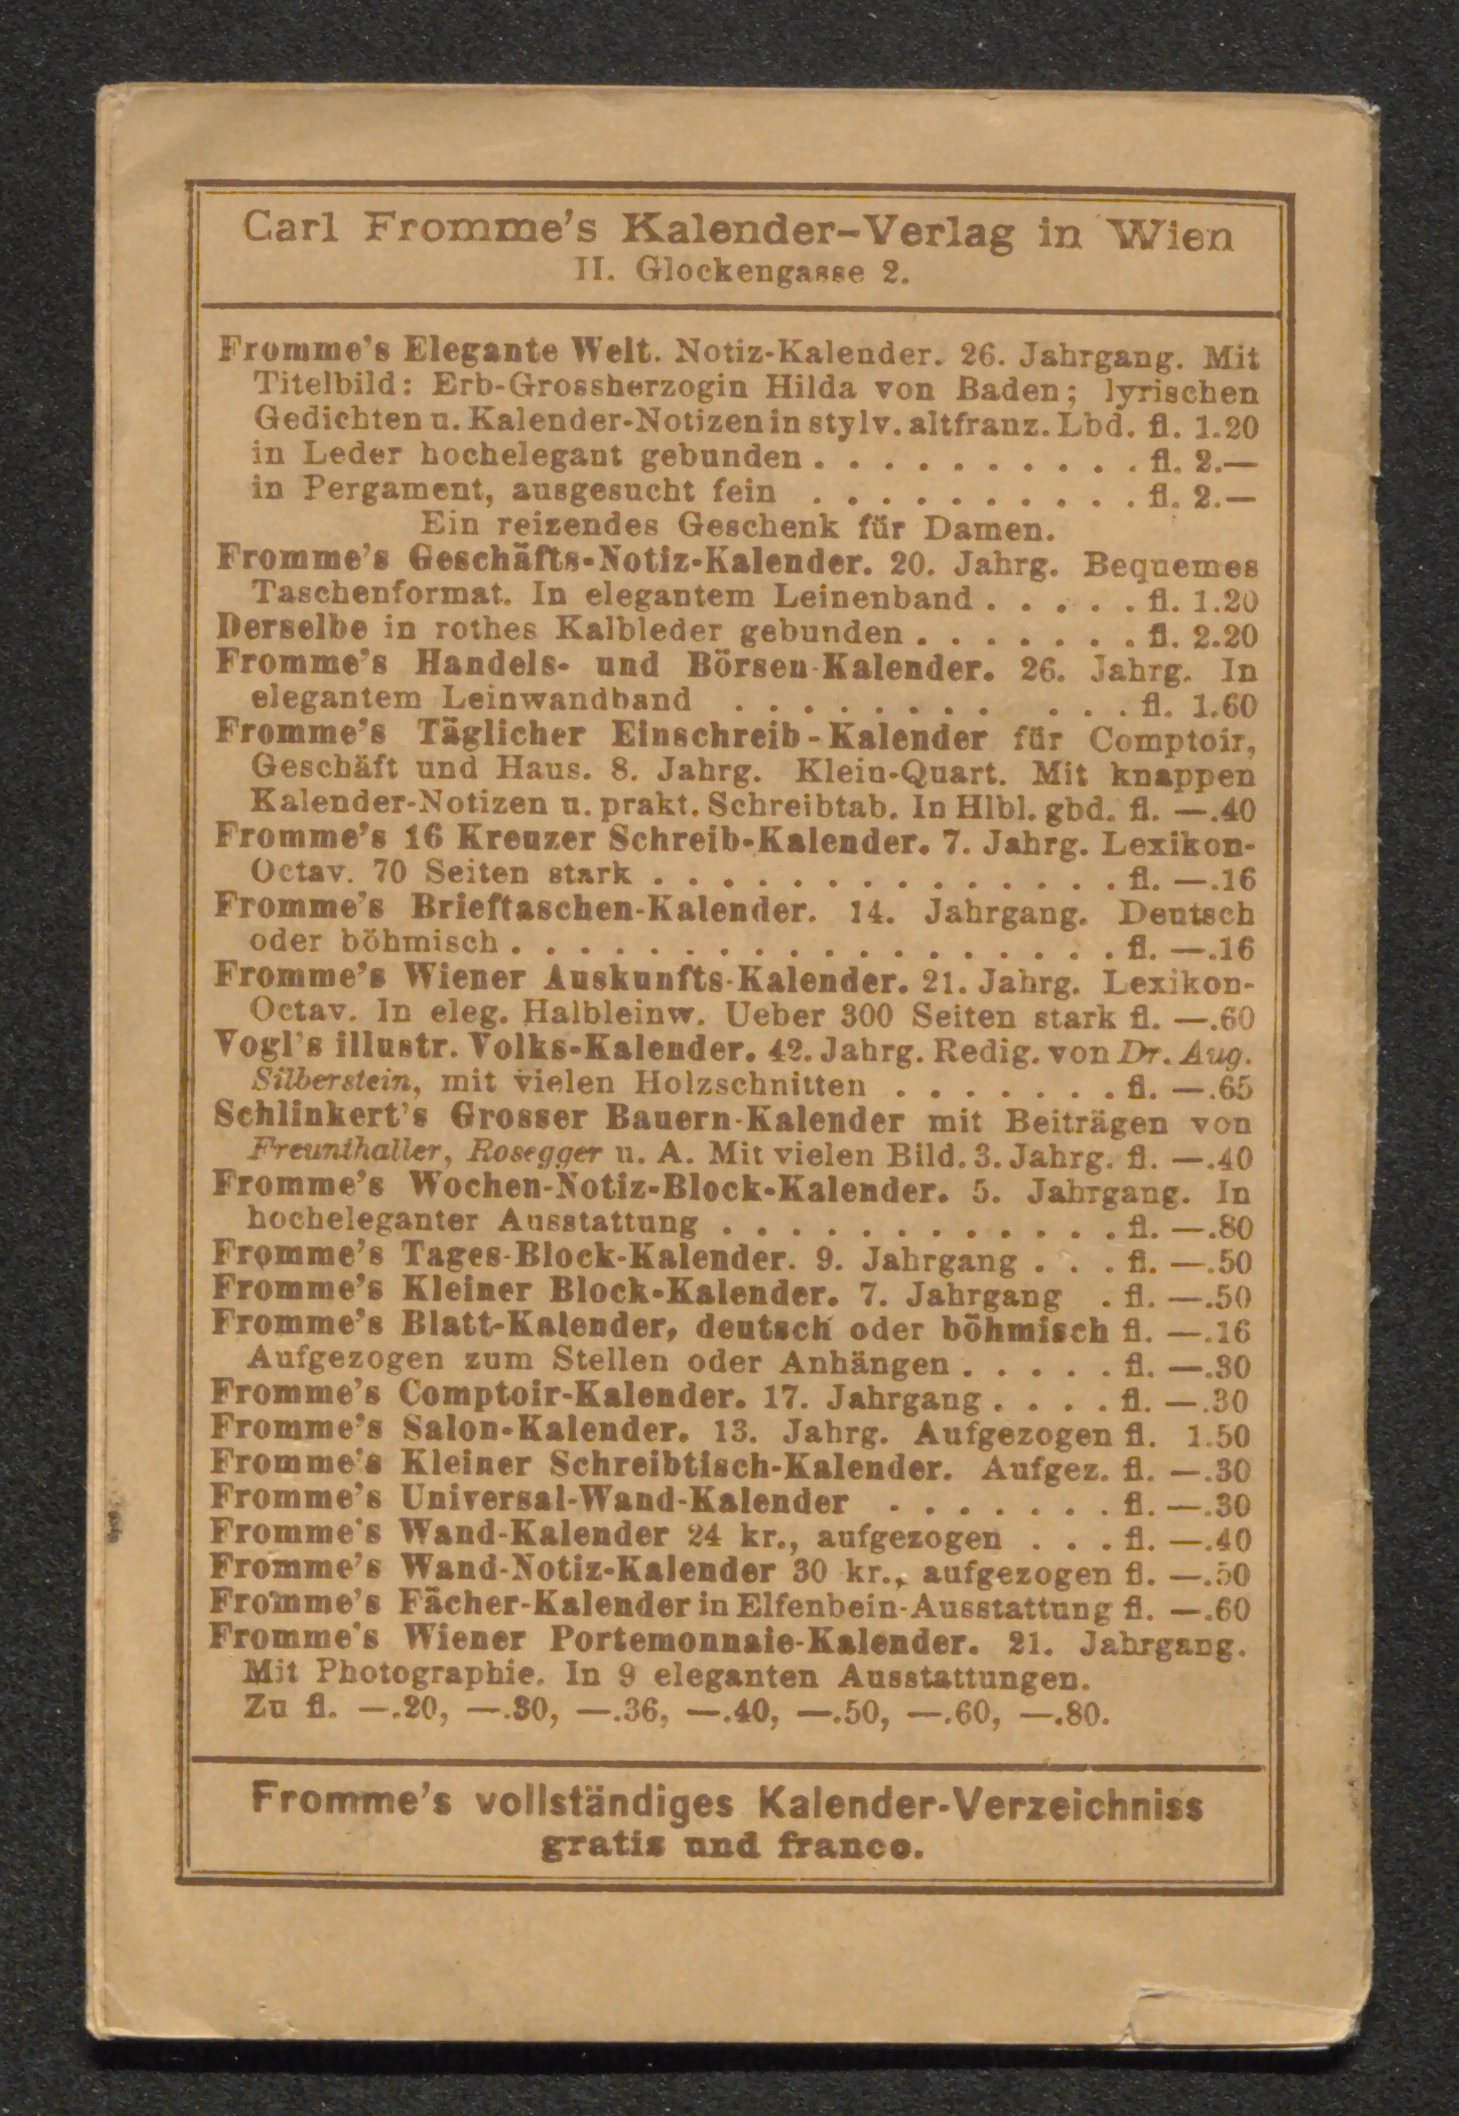 Carl Fromme's Kalender-Verlag in Wien
II. Glockengasse 2.
Fromme's Elegante Welt. Notiz-Kalender. 26. Jahrgang. Mit
Titelbild: Erb-Grossherzogin Hilda von Baden; lyrischen
Gedichten u. Kalender-Notizen in stylv. altfranz. Lbd. fl. 1.20
in Leder hochelegant gebunden . . . . . . . . . . fl. 2.—
in Pergament, ausgesucht fein . . . . . . . . . . fl. 2.—
Ein reizendes Geschenk für Damen.
Fromme's Geschäfts-Notiz-Kalender. 20. Jahrg. Bequemes
Taschenformat. In elegantem Leinenband . . . . . fl. 1.20
Derselbe in rothes Kalbleder gebunden . . . . . . . fl. 2.20
Fromme's Handels- und Börsen-Kalender. 26. Jahrg. In
elegantem Leinwandband . . . . . . . . . . . fl. 1.60
Fromme's Täglicher Einschreib-Kalender für Comptoir,
Geschäft und Haus. 8. Jahrg. Klein-Quart. Mit knappen
Kalender-Notizen u. prakt. Schreibtab. In Hlbl. gbd. fl. —.40
Fromme's 16 Kreuzer Schreib-Kalender. 7. Jahrg. Lexikon-
Octav. 70 Seiten stark . . . . . . . . . . . . . . fl. —.16
Fromme's Brieftaschen-Kalender. 14. Jahrgang. Deutsch
oder böhmisch . . . . . . . . . . . . . . . . . . fl. —.16
Fromme's Wiener Auskunfts-Kalender. 21. Jahrg. Lexikon-
Octav. In eleg. Halbleinw. Ueber 300 Seiten stark fl. —.60
Vogl's illustr. Volks-Kalender. 42. Jahrg. Redig. von Dr. Aug.
Silberstein, mit vielen Holzschnitten . . . . . . . fl. —.65
Schlinkert's Grosser Bauern-Kalender mit Beiträgen von
Freunthaller, Rosegger u. A. Mit vielen Bild. 3. Jahrg. fl. —.40
Fromme's Wochen-Notiz-Block-Kalender. 5. Jahrgang. In
hocheleganter Ausstattung . . . . . . . . . . . . fl. —.80
Fromme's Tages-Block-Kalender. 9. Jahrgang . . . fl. —.50
Fromme's Kleiner Block-Kalender. 7. Jahrgang . fl. —.50
Fromme's Blatt-Kalender, deutsch oder böhmisch fl. —.16
Aufgezogen zum Stellen oder Anhängen . . . . . fl. —.30
Fromme's Comptoir-Kalender. 17. Jahrgang . . . . fl. —.30
Fromme's Salon-Kalender. 13. Jahrg. Aufgezogen fl. 1.50
Fromme's Kleiner Schreibtisch-Kalender. Aufgez. fl. —.30
Fromme's Universal-Wand-Kalender . . . . . . . fl. —.30
Fromme's Wand-Kalender 24 kr., aufgezogen . . . fl. —.40
Fromme's Wand-Notiz-Kalender 30 kr., aufgezogen fl. —.50
Fromme's Fächer-Kalender in Elfenbein-Ausstattung fl. —.60
Fromme's Wiener Portemonnaie-Kalender. 21. Jahrgang.
Mit Photographie. In 9 eleganten Ausstattungen.
Zu fl. —.20, —.30, —.36, —.40, —.50, —.60, —.80.
Fromme's vollständiges Kalender-Verzeichniss
gratis und franco.